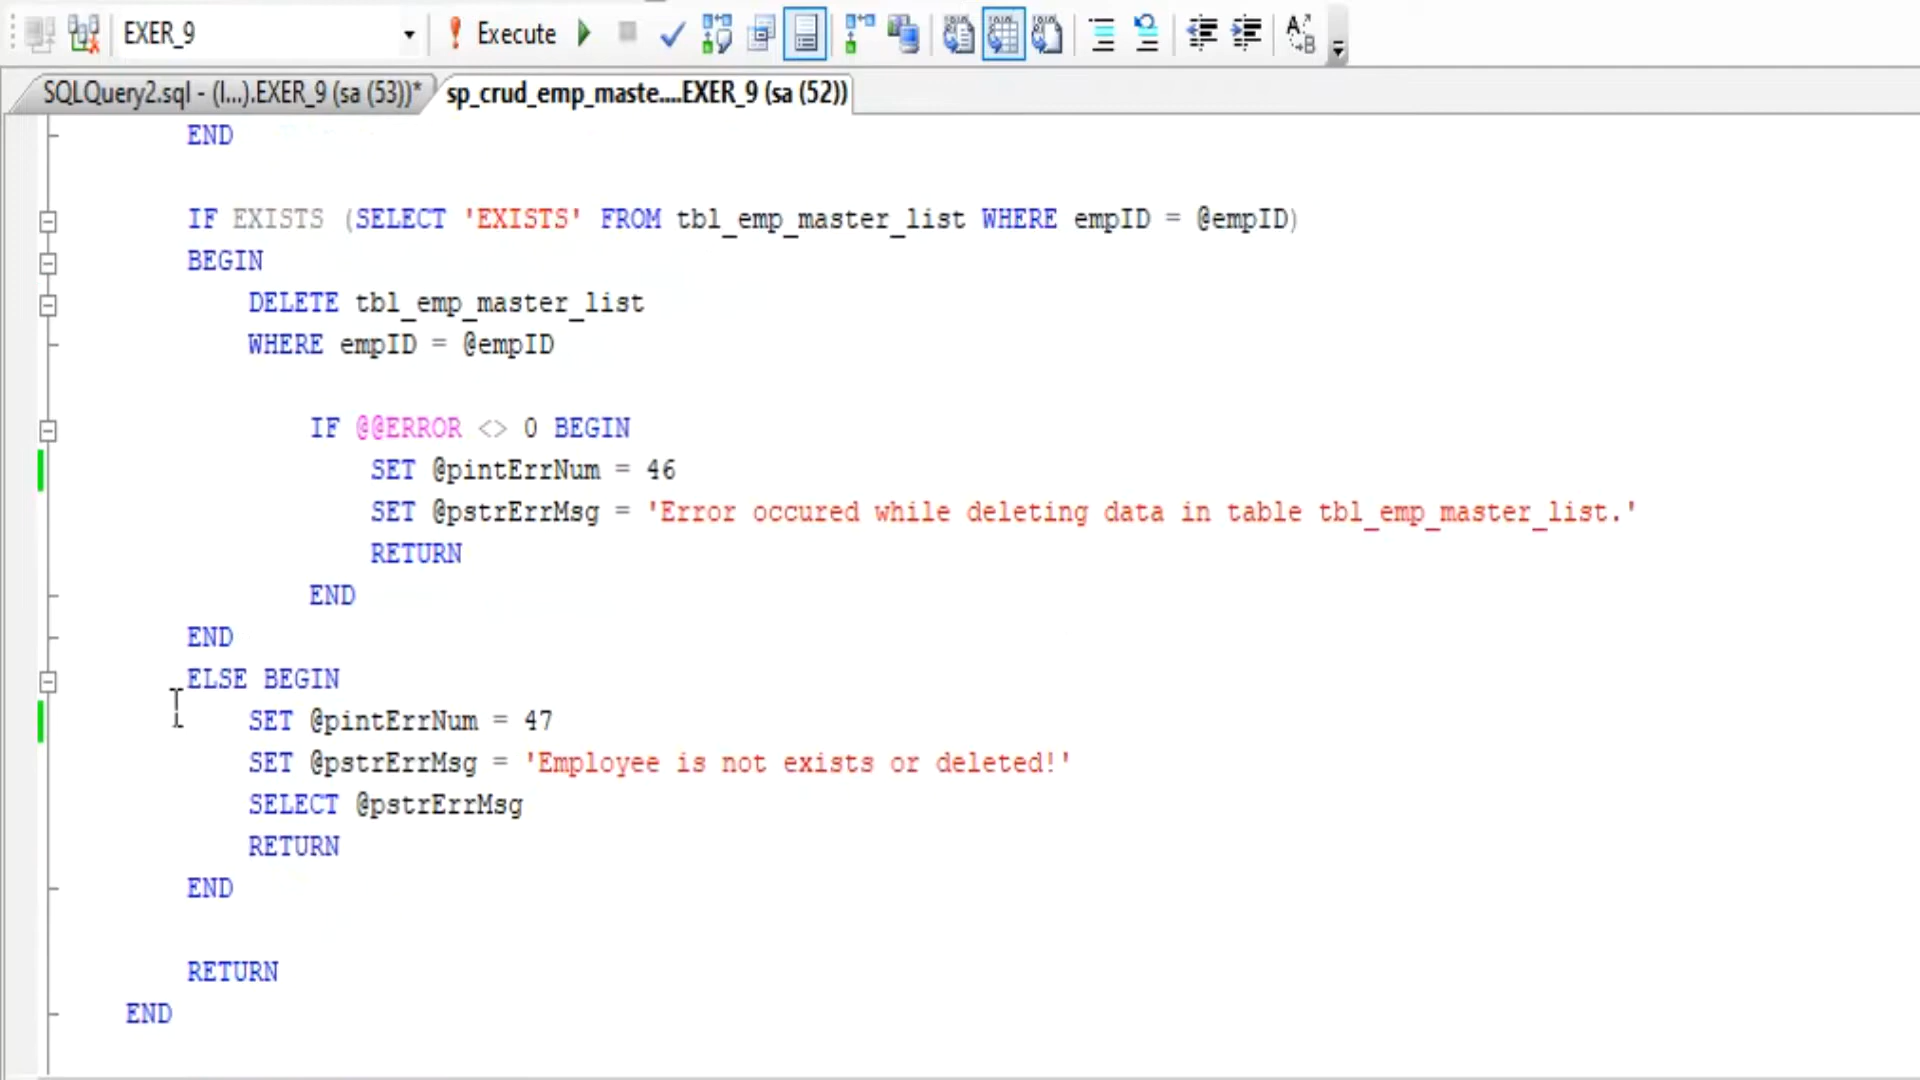 EXER_9 Execute
SQLQuery2.sql - (l...).EXER_9 (sa (53))* sp_crud_emp_maste....EXER_9 (sa (52))
END
IF EXISTS (SELECT 'EXISTS' FROM tbl_emp_master_list WHERE empID = @empID)
BEGIN
DELETE tbl_emp_master_list
WHERE empID = @empID
IF @@ERROR <> 0 BEGIN
SET @pintErrNum = 46
SET @pstrErrMsg = 'Error occured while deleting data in table tbl_emp_master_list.'
RETURN
END
END
ELSE BEGIN
SET @pintErrNum = 47
SET @pstrErrMsg = 'Employee is not exists or deleted!'
SELECT @pstrErrMsg
RETURN
END
RETURN
END